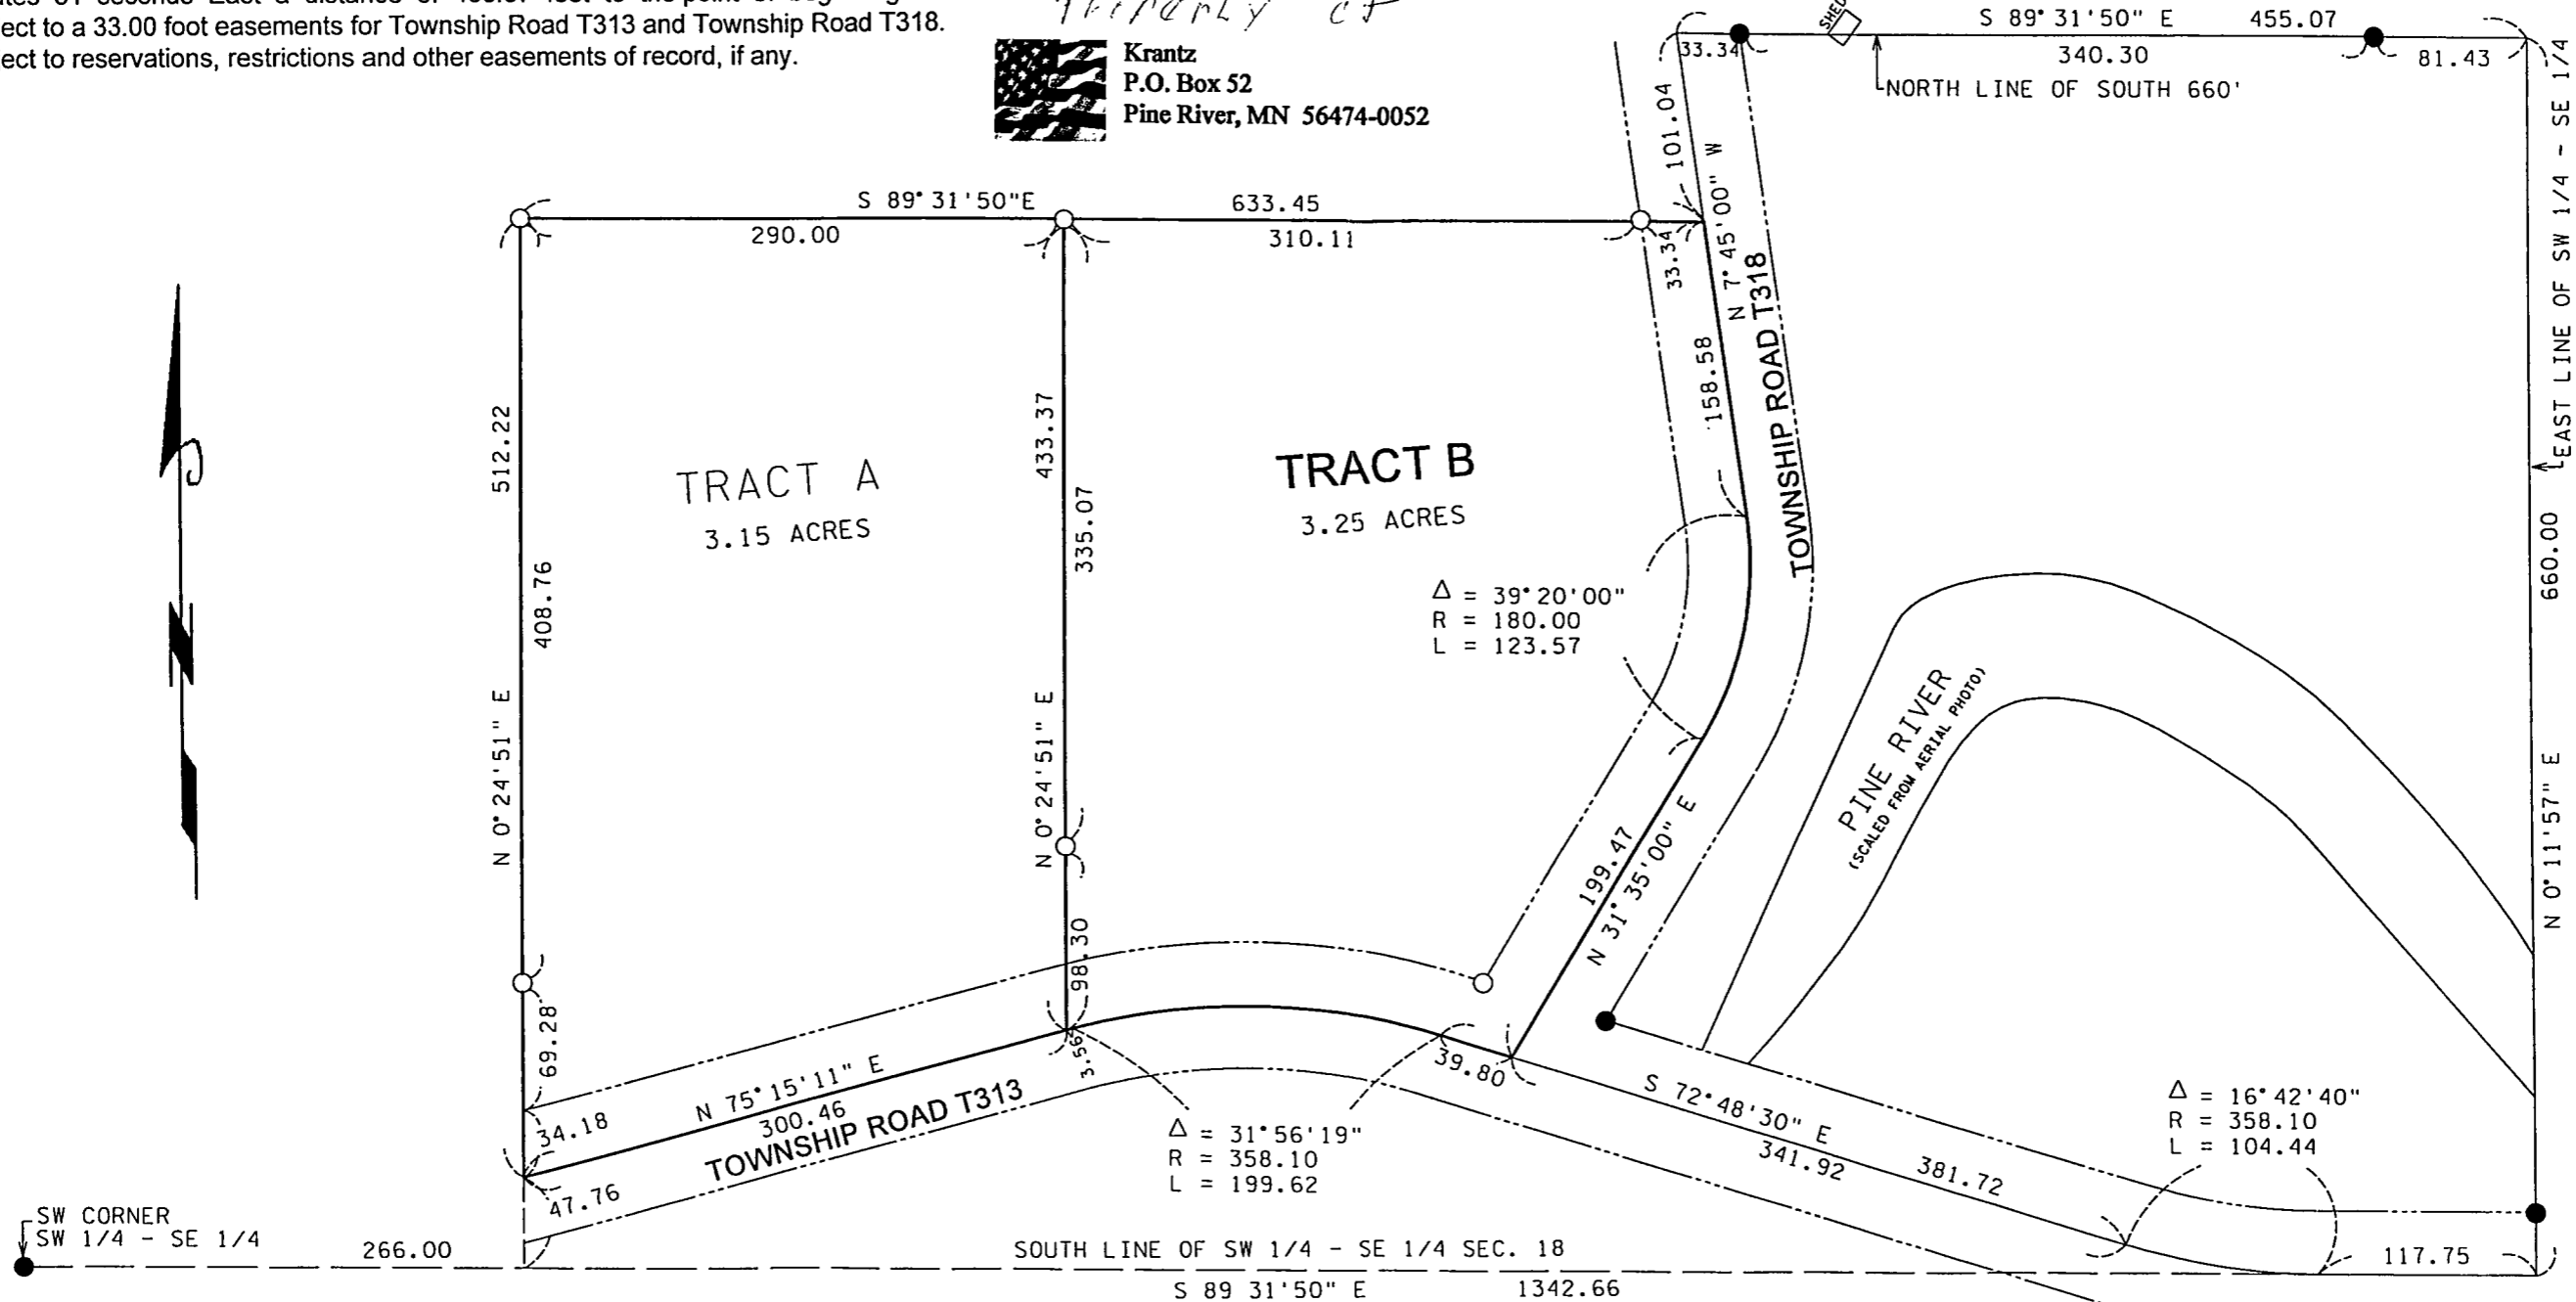 ect to a 33.00 foot easements for Township Road T313 and Township Road T318.
ect to reservations, restrictions and other easements of record, if any.
Krantz
P.O. Box 52
Pine River, MN 56474-0052
SHED
S 89°31'50" E 455.07
33.34
340.30
81.43
NORTH LINE OF SOUTH 660'
101.04
N 7°45'00" W
EAST LINE OF SW 1/4 - SE 1/4
S 89°31'50"E 633.45
290.00
310.11
33.34
158.58
TOWNSHIP ROAD T318
512.22
408.76
N 0°24'51" E
433.37
335.07
N 0°24'51" E
TRACT A
3.15 ACRES
TRACT B
3.25 ACRES
Δ = 39°20'00"
R = 180.00
L = 123.57
660.00
N 0°11'57" E
PINE RIVER
(SCALED FROM AERIAL PHOTO)
199.47
N 31°35'00" E
N
98.30
69.28
3.56
39.80
34.18
N 75°15'11" E
300.46
TOWNSHIP ROAD T313
47.76
Δ = 31°56'19"
R = 358.10
L = 199.62
S 72°48'30" E
341.92
381.72
Δ = 16°42'40"
R = 358.10
L = 104.44
SW CORNER
SW 1/4 - SE 1/4
266.00
SOUTH LINE OF SW 1/4 - SE 1/4 SEC. 18
117.75
S 89 31'50" E 1342.66